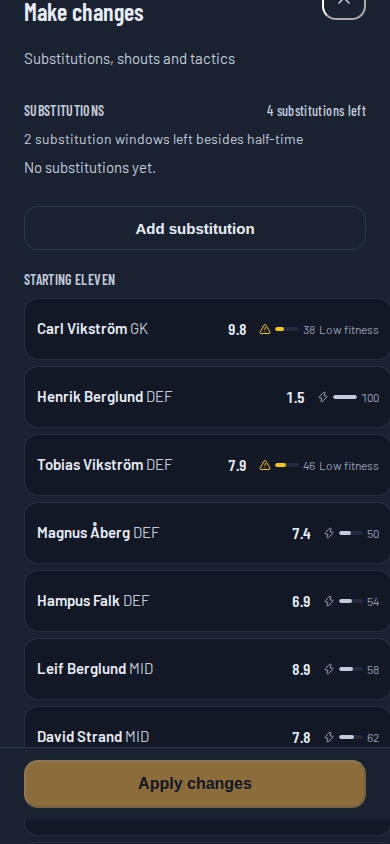 Make changes
Substitutions, shouts and tactics
SUBSTITUTIONS 4 substitutions left
2 substitution windows left besides half-time
No substitutions yet.
Add substitution
STARTING ELEVEN
Carl Vikström GK 9.8 38 Low fitness
Henrik Berglund DEF 1.5 100
Tobias Vikström DEF 7.9 46 Low fitness
Magnus Åberg DEF 7.4 50
Hampus Falk DEF 6.9 54
Leif Berglund MID 8.9 58
David Strand MID 7.8 62
Apply changes